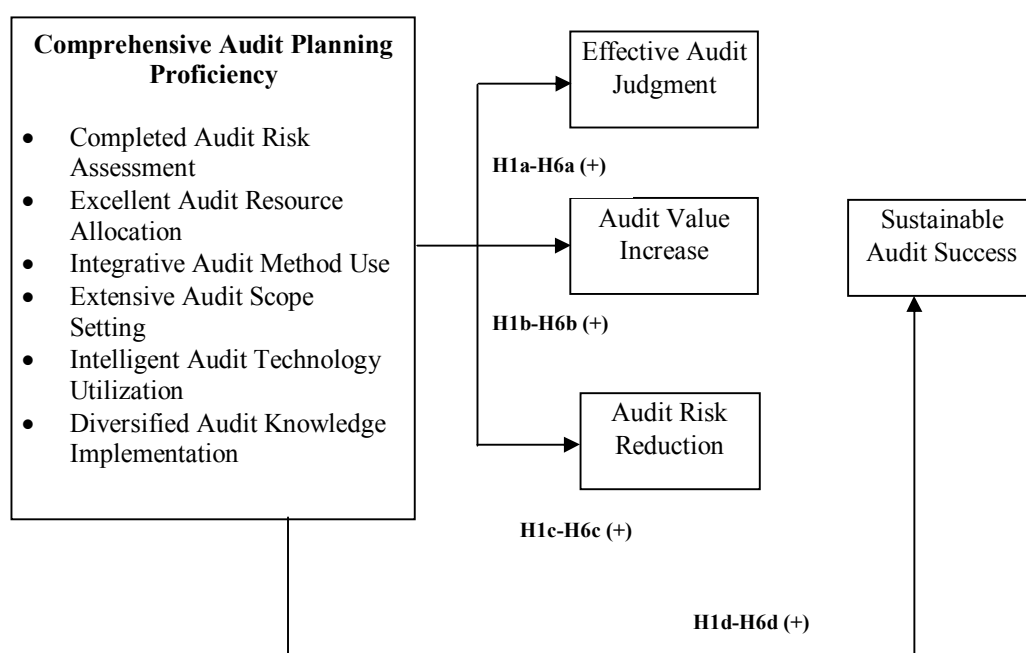 Comprehensive Audit Planning
Proficiency
• Completed Audit Risk
Assessment
• Excellent Audit Resource
Allocation
• Integrative Audit Method Use
• Extensive Audit Scope
Setting
• Intelligent Audit Technology
Utilization
• Diversified Audit Knowledge
Implementation
Effective Audit
Judgment
H1a-H6a (+)
Audit Value
Increase
H1b-H6b (+)
Audit Risk
Reduction
H1c-H6c (+)
Sustainable
Audit Success
H1d-H6d (+)